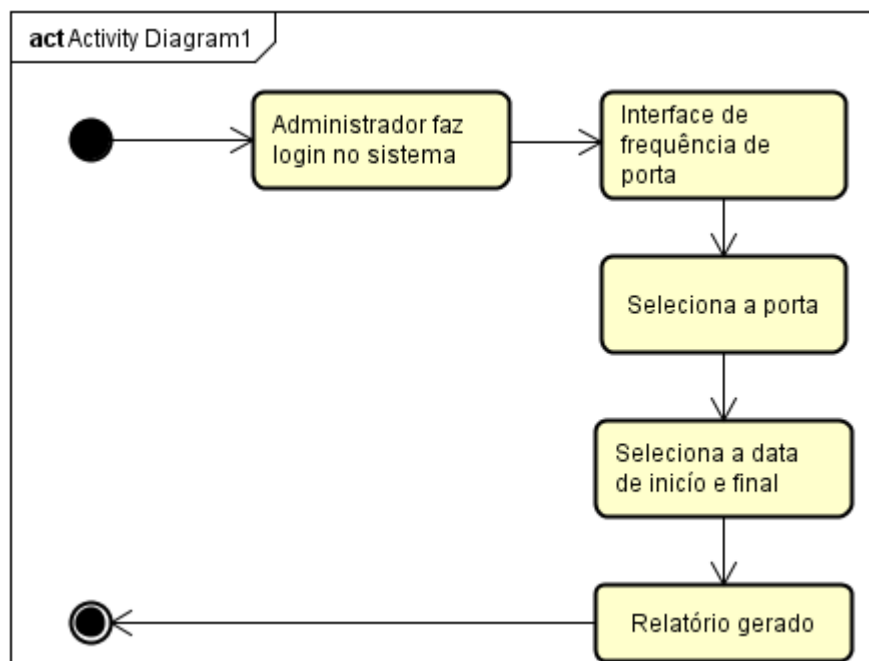 act Activity Diagram1
Administrador faz
login no sistema
Interface de
frequência de
porta
Seleciona a porta
Seleciona a data
de inicío e final
Relatório gerado